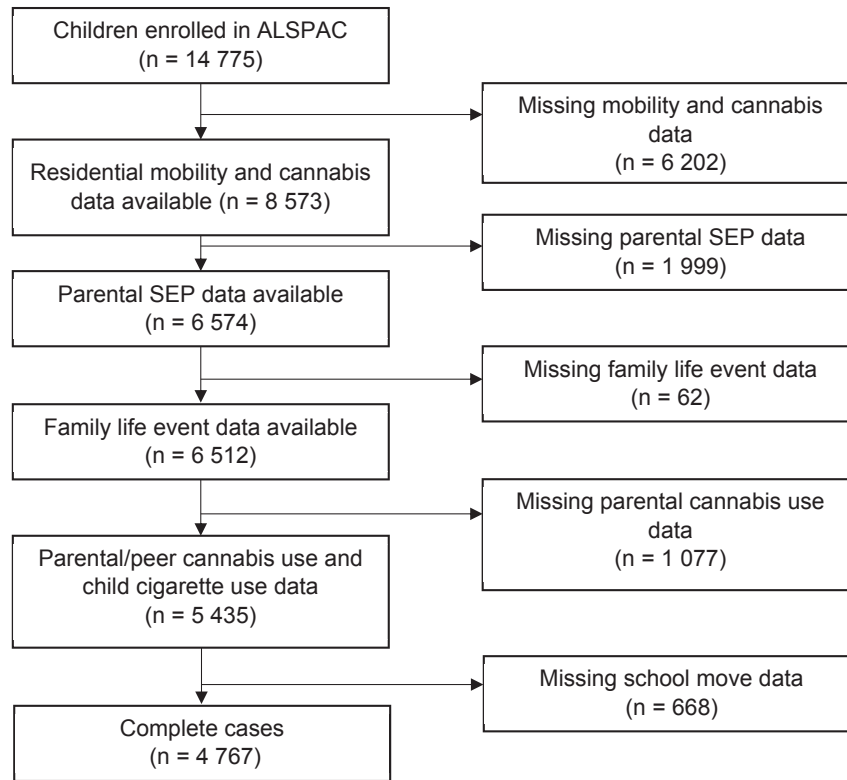 Children enrolled in ALSPAC
(n = 14 775)
Missing mobility and cannabis
data
(n = 6 202)
Residential mobility and cannabis
data available (n = 8 573)
Missing parental SEP data
(n = 1 999)
Parental SEP data available
(n = 6 574)
Missing family life event data
(n = 62)
Family life event data available
(n = 6 512)
Missing parental cannabis use
data
(n = 1 077)
Parental/peer cannabis use and
child cigarette use data
(n = 5 435)
Missing school move data
(n = 668)
Complete cases
(n = 4 767)